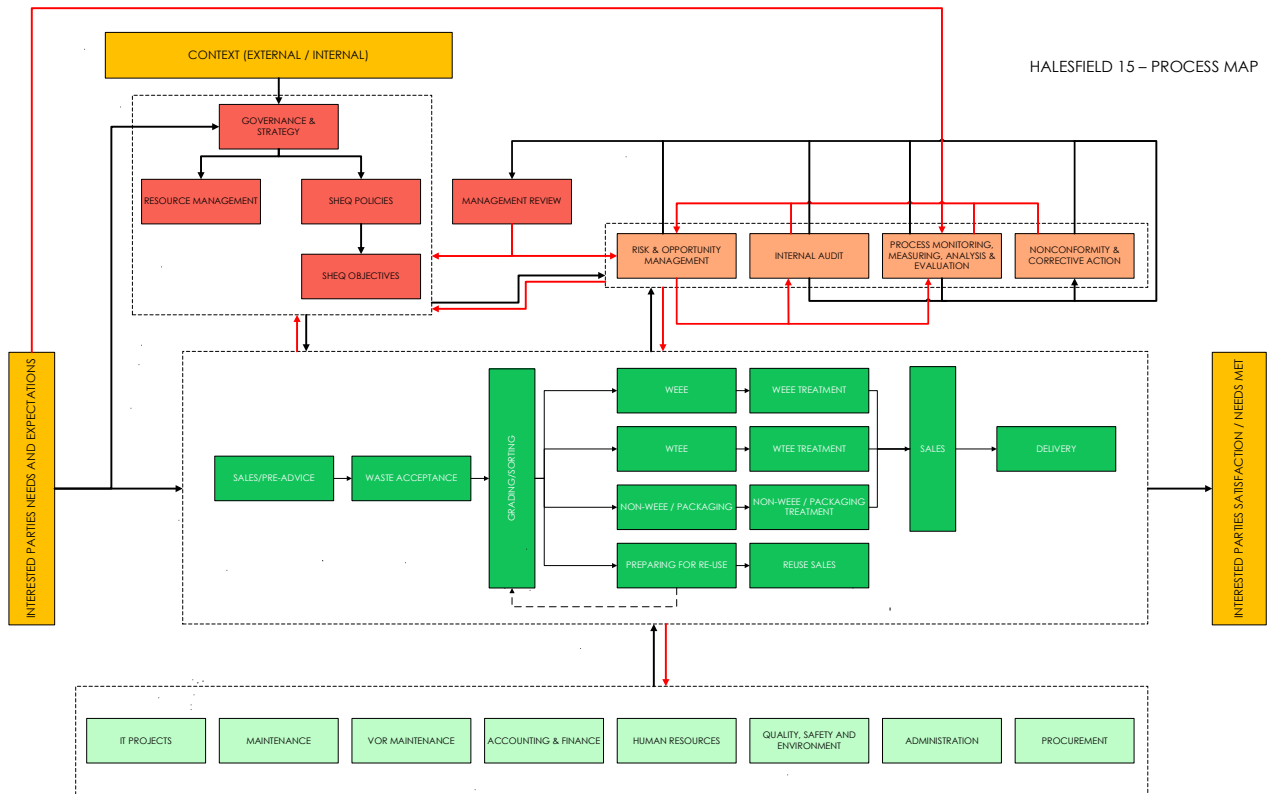 CONTEXT (EXTERNAL / INTERNAL)
HALESFIELD 15 – PROCESS MAP
GOVERNANCE &
STRATEGY
RESOURCE MANAGEMENT
SHEQ POLICIES
MANAGEMENT REVIEW
SHEQ OBJECTIVES
RISK & OPPORTUNITY
MANAGEMENT
INTERNAL AUDIT
PROCESS MONITORING,
MEASURING, ANALYSIS &
EVALUATION
NONCONFORMITY &
CORRECTIVE ACTION
INTERESTED PARTIES NEEDS AND EXPECTATIONS
SALES/PRE-ADVICE
WASTE ACCEPTANCE
GRADING/SORTING
WEEE
WEEE TREATMENT
WTEE
WTEE TREATMENT
NON-WEEE / PACKAGING
NON-WEEE / PACKAGING
TREATMENT
PREPARING FOR RE-USE
REUSE SALES
SALES
DELIVERY
INTERESTED PARTIES SATISFACTION / NEEDS MET
IT PROJECTS
MAINTENANCE
VOR MAINTENANCE
ACCOUNTING & FINANCE
HUMAN RESOURCES
QUALITY, SAFETY AND
ENVIRONMENT
ADMINISTRATION
PROCUREMENT